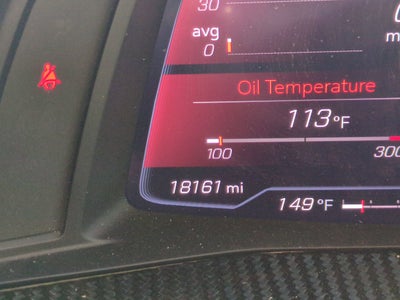 30
avg
0
m
Oil Temperature
113 °F
100
300
18161 mi
149 °F